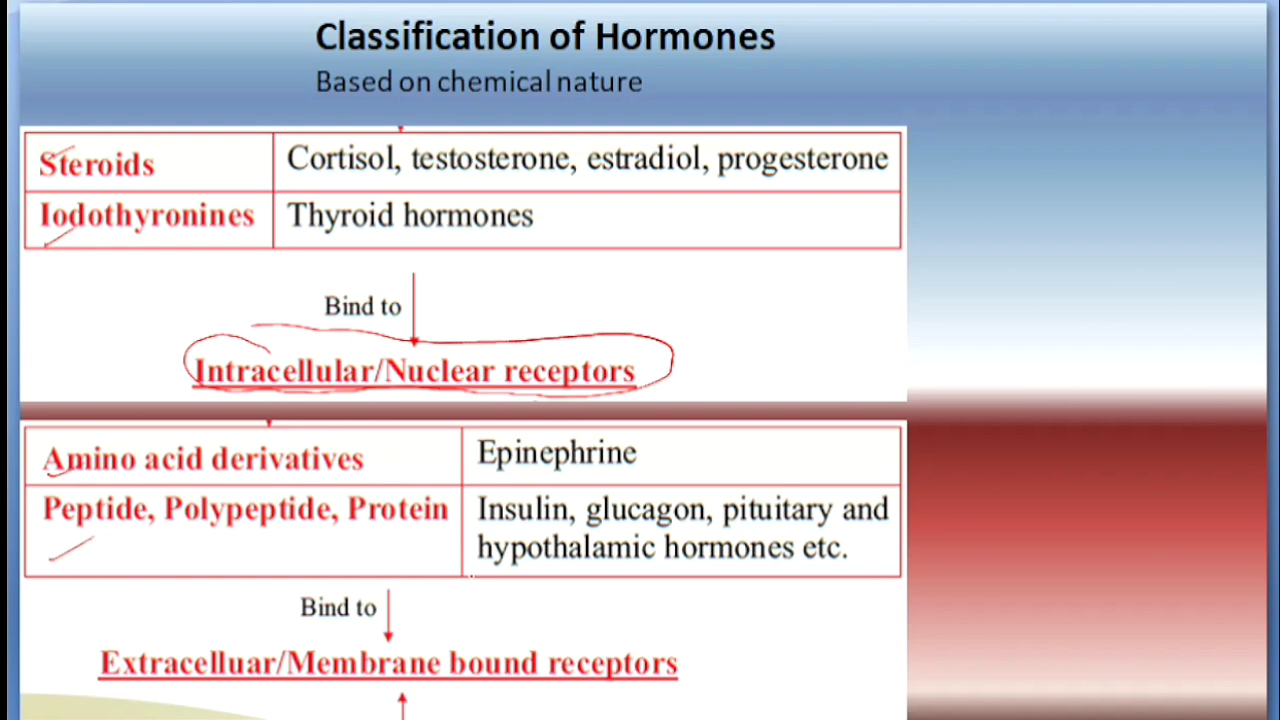 Classification of Hormones
Based on chemical nature
Steroids Cortisol, testosterone, estradiol, progesterone
Iodothyronines Thyroid hormones
Bind to
Intracellular/Nuclear receptors
Amino acid derivatives Epinephrine
Peptide, Polypeptide, Protein Insulin, glucagon, pituitary and
hypothalamic hormones etc.
Bind to
Extracelluar/Membrane bound receptors